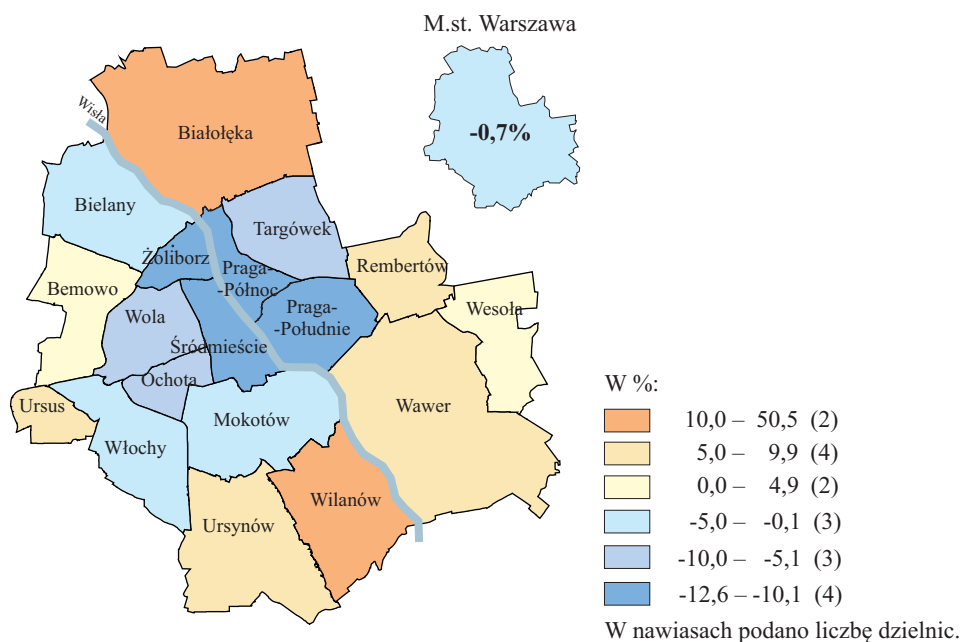 M.st. Warszawa
-0,7%
Wisła
Białołęka
Bielany
Targówek
Żoliborz
Rembertów
Praga-
-Północ
Bemowo
Wesoła
Wola
Praga-
-Południe
Śródmieście
Ochota
Ursus
Wawer
Mokotów
Włochy
Wilanów
Ursynów
W %:
10,0 – 50,5 (2)
5,0 – 9,9 (4)
0,0 – 4,9 (2)
-5,0 – -0,1 (3)
-10,0 – -5,1 (3)
-12,6 – -10,1 (4)
W nawiasach podano liczbę dzielnic.